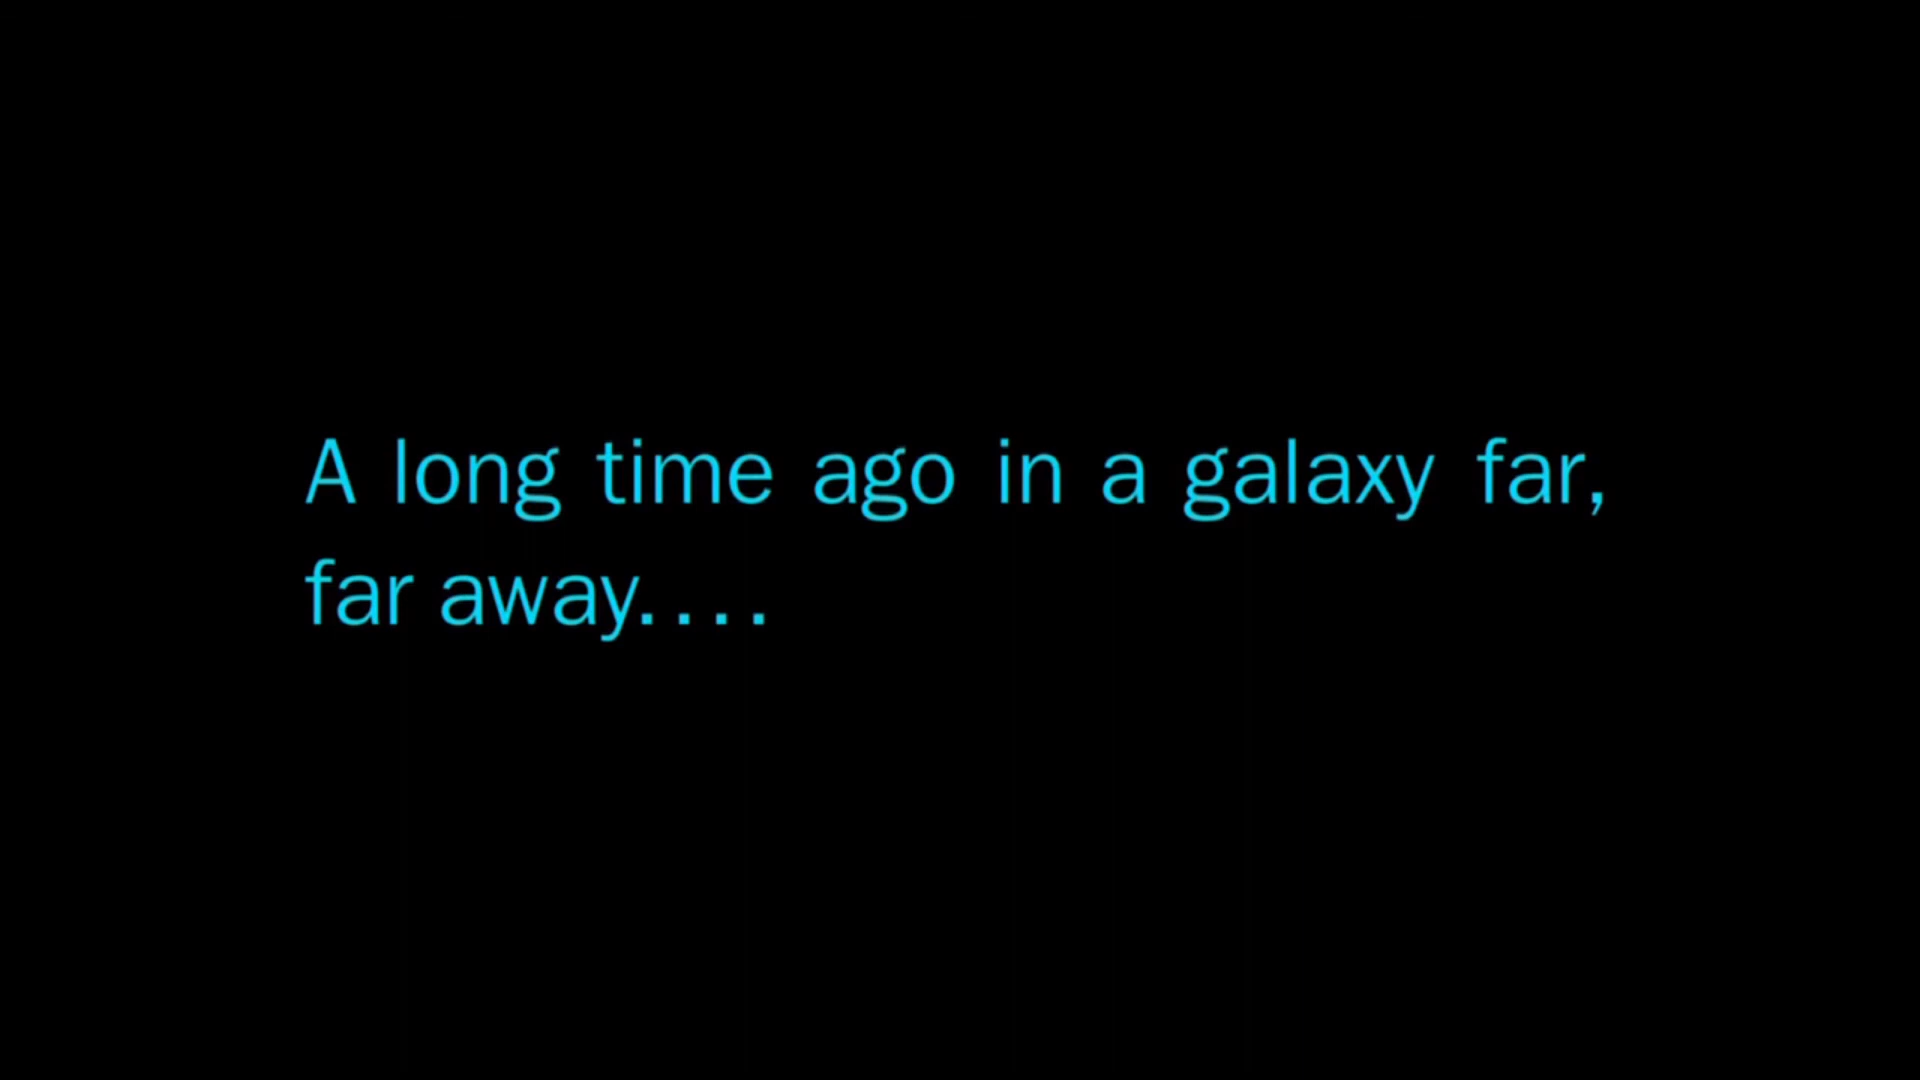 A long time ago in a galaxy far,
far away. . . .